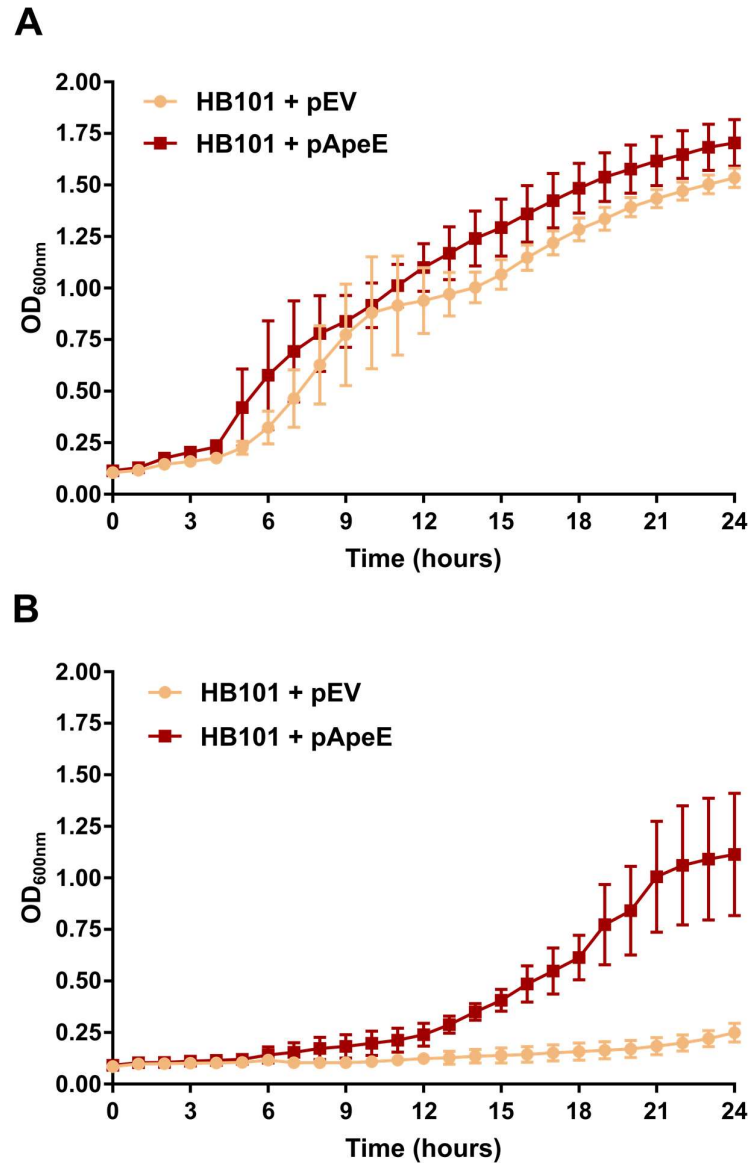 A
2.00
1.75
1.50
1.25
1.00
0.75
0.50
0.25
0.00
OD600nm
HB101 + pEV
HB101 + pApeE
0 3 6 9 12 15 18 21 24
Time (hours)
B
2.00
1.75
1.50
1.25
1.00
0.75
0.50
0.25
0.00
OD600nm
HB101 + pEV
HB101 + pApeE
0 3 6 9 12 15 18 21 24
Time (hours)